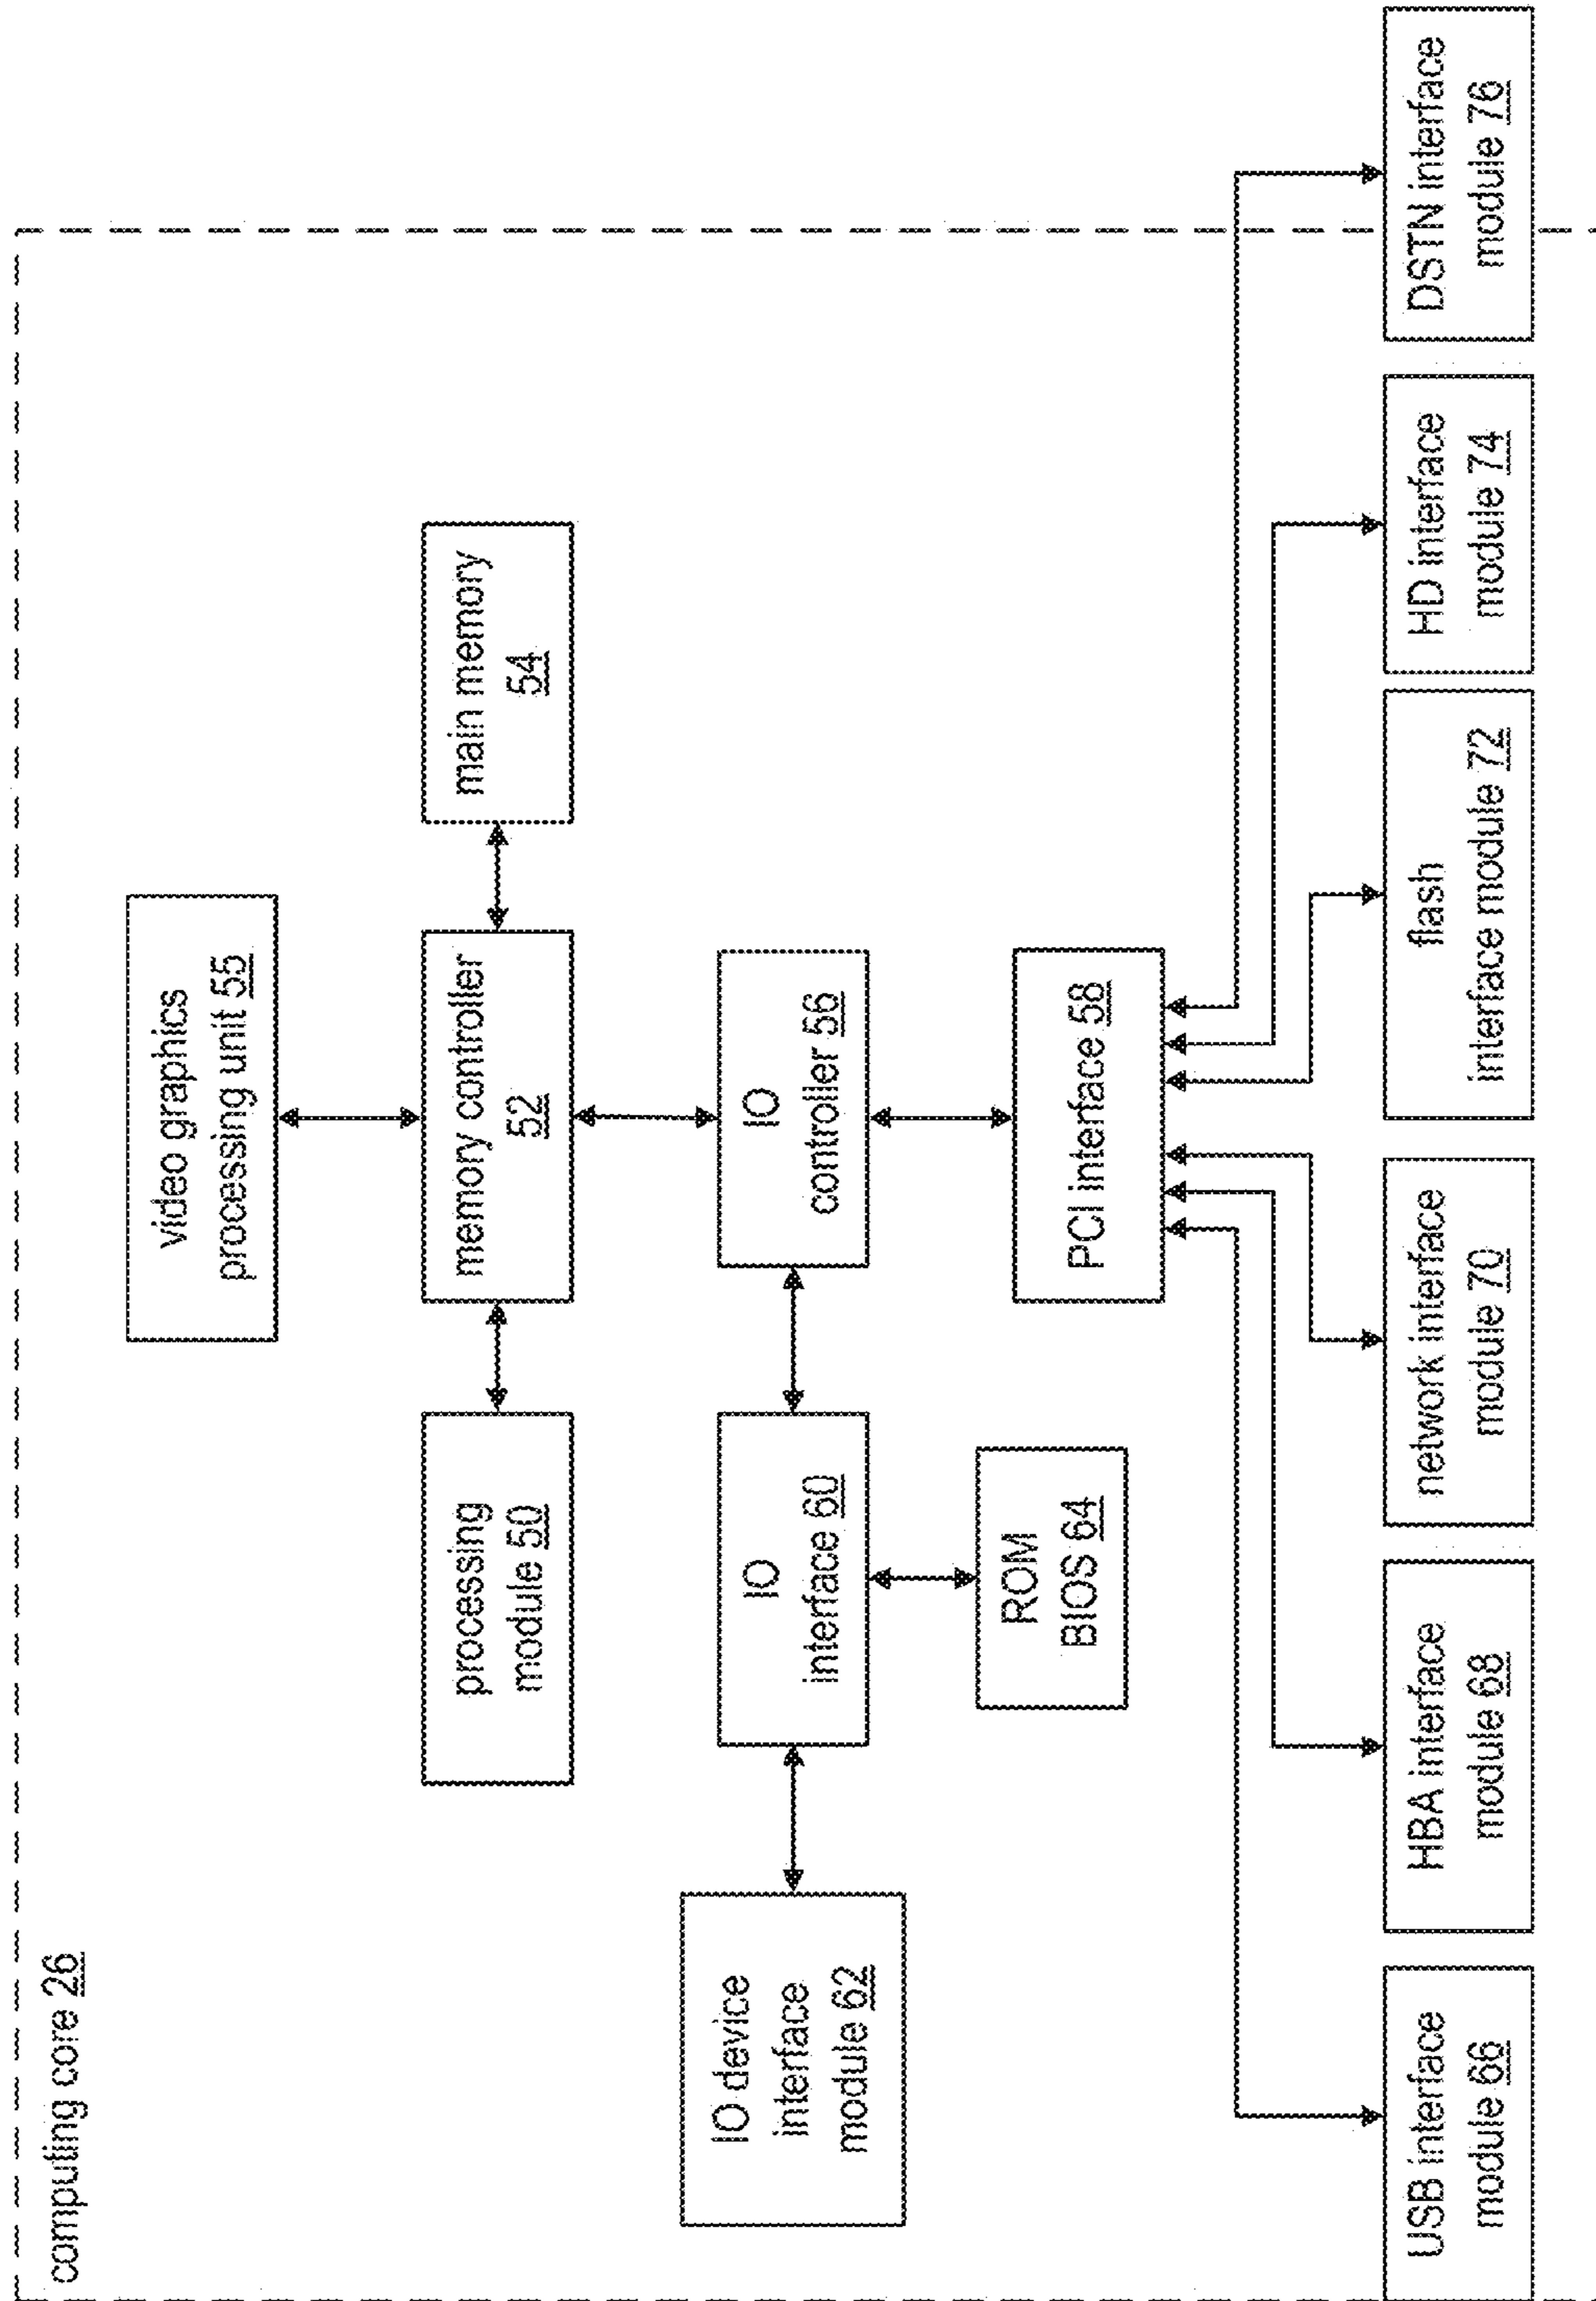 computing core 26
video graphics
processing unit 55
processing
module 50
memory controller
52
main memory
54
IO device
interface
module 62
IO
interface 60
IO
controller 56
ROM
BIOS 64
PCI interface 58
USB interface
module 66
HBA interface
module 68
network interface
module 70
flash
interface module 72
HD interface
module 74
DSTN interface
module 76